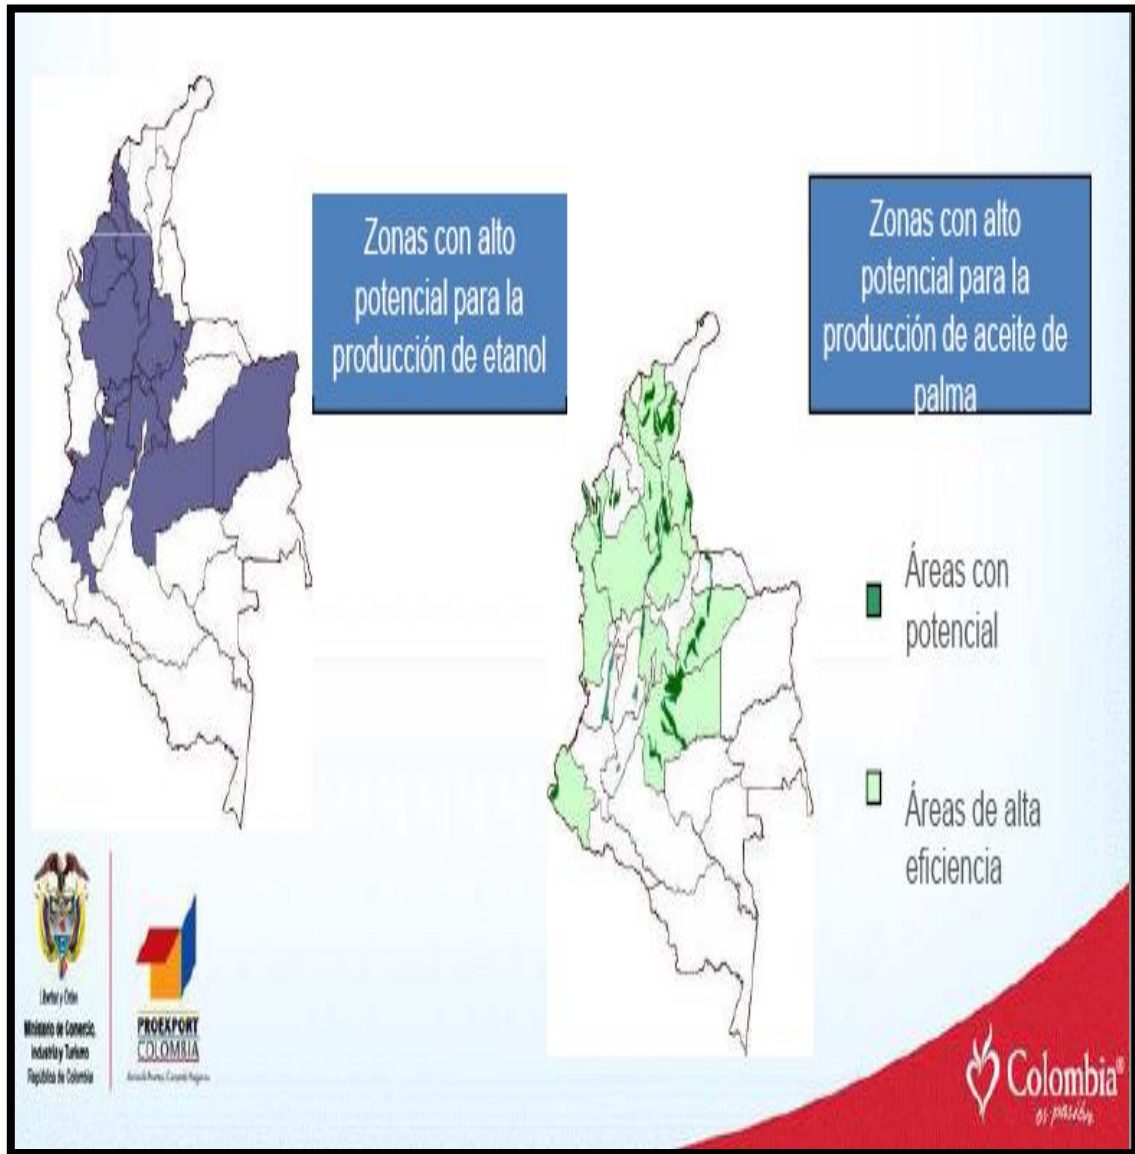 Zonas con alto
potencial para la
producción de etanol
Zonas con alto
potencial para la
producción de aceite de
palma
Áreas con
potencial
Áreas de alta
eficiencia
Libertad y Orden
Ministerio de Comercio,
Industria y Turismo
República de Colombia
PROEXPORT
COLOMBIA
Colombia®
es pasión